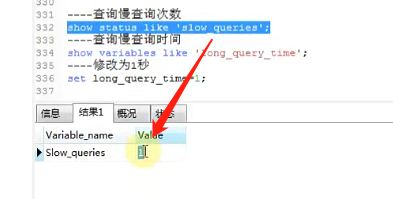 330
331 ----查询慢查询次数
332 show status like 'slow_queries';
333 ----查询慢查询时间
334 show variables like 'long_query_time';
335 ----修改为1秒
336 set long_query_time=1;
337
信息 结果1 概况 状态
Variable_name Value
Slow_queries